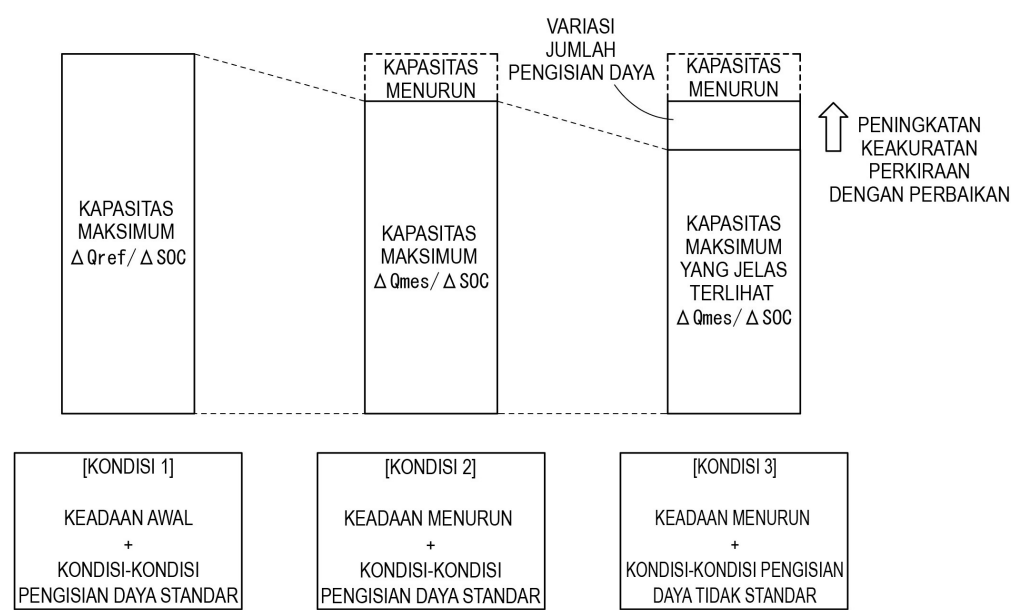 VARIASI
JUMLAH
PENGISIAN DAYA
KAPASITAS
MENURUN
KAPASITAS
MENURUN
PENINGKATAN
KEAKURATAN
PERKIRAAN
DENGAN PERBAIKAN
KAPASITAS
MAKSIMUM
ΔQref/ΔSOC
KAPASITAS
MAKSIMUM
ΔQmes/ΔSOC
KAPASITAS
MAKSIMUM
YANG JELAS
TERLIHAT
ΔQmes/ΔSOC
[KONDISI 1]
KEADAAN AWAL
+
KONDISI-KONDISI
PENGISIAN DAYA STANDAR
[KONDISI 2]
KEADAAN MENURUN
+
KONDISI-KONDISI
PENGISIAN DAYA STANDAR
[KONDISI 3]
KEADAAN MENURUN
+
KONDISI-KONDISI PENGISIAN
DAYA TIDAK STANDAR